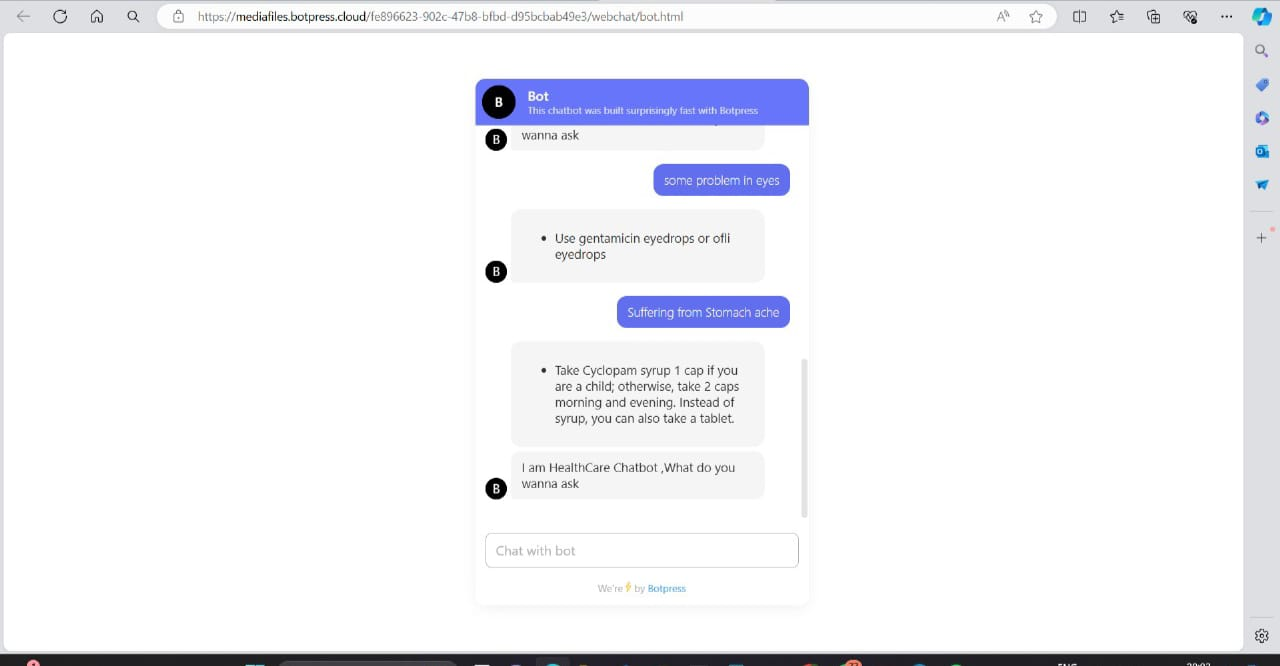 https://mediafiles.botpress.cloud/fe896623-902c-47b8-bfbd-d95bcbab49e3/webchat/bot.html
B
Bot
This chatbot was built surprisingly fast with Botpress
wanna ask
B
some problem in eyes
• Use gentamicin eyedrops or ofli
eyedrops
B
Suffering from Stomach ache
• Take Cyclopam syrup 1 cap if you
are a child; otherwise, take 2 caps
morning and evening. Instead of
syrup, you can also take a tablet.
I am HealthCare Chatbot ,What do you
wanna ask
B
Chat with bot
We're⚡by Botpress